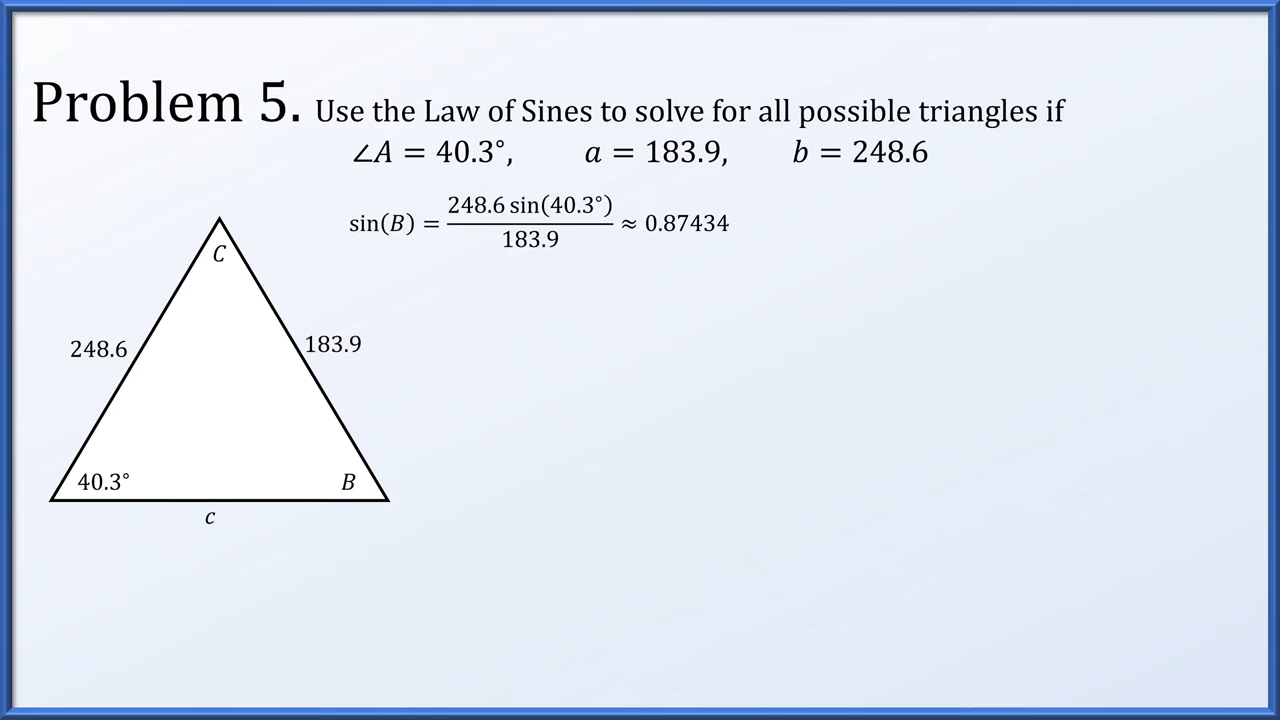 Problem 5. Use the Law of Sines to solve for all possible triangles if
∠A = 40.3°, a = 183.9, b = 248.6
sin(B) = 248.6 sin(40.3°) / 183.9 ≈ 0.87434
C
248.6
183.9
40.3°
B
c